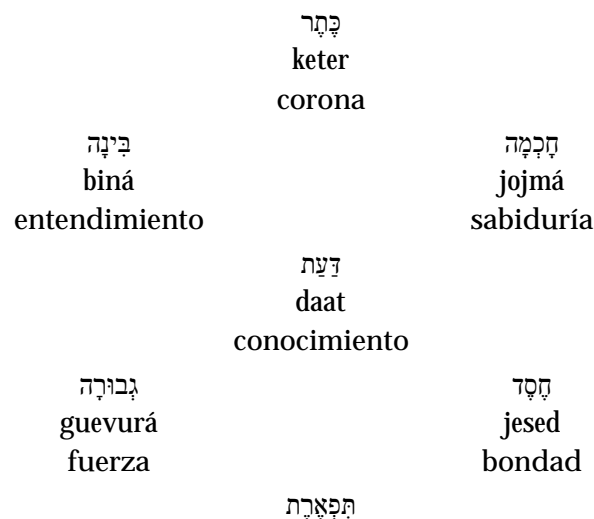 כֶּתֶר
keter
corona
בִּינָה
biná
entendimiento
חָכְמָה
jojmá
sabiduría
דַּעַת
daat
conocimiento
גְבוּרָה
guevurá
fuerza
חֶסֶד
jesed
bondad
תִּפְאֶרֶת